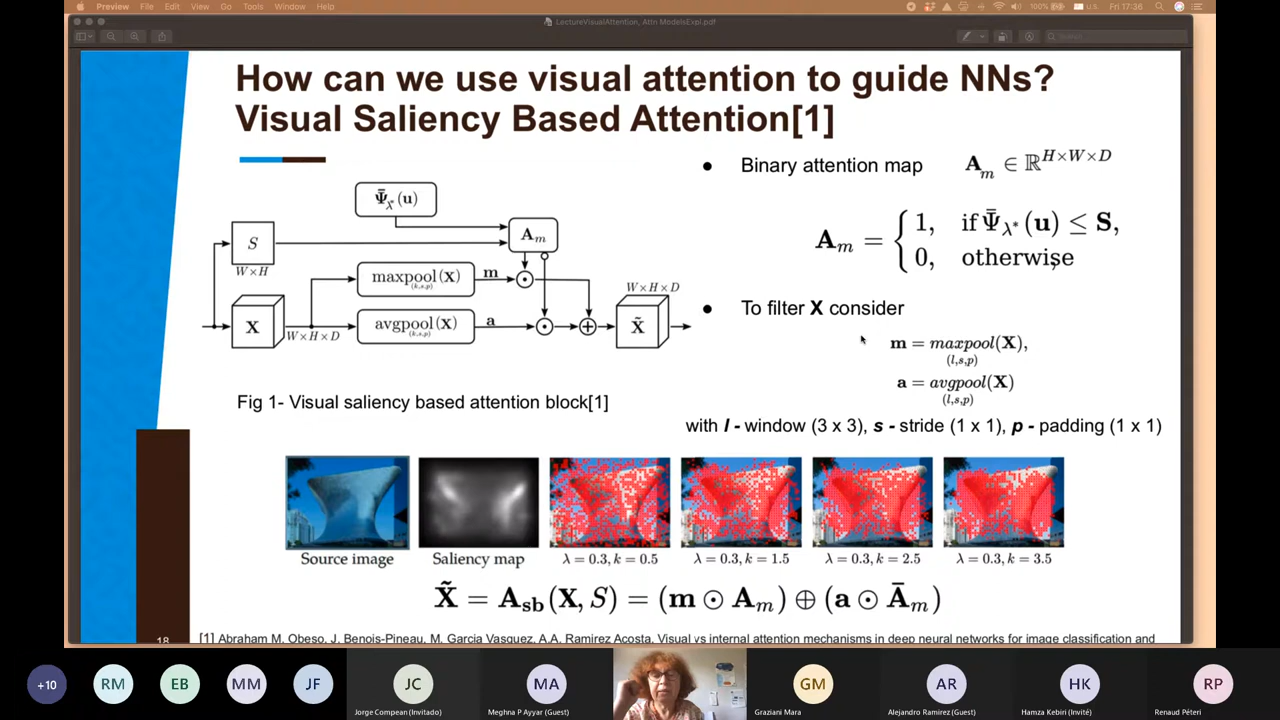 Preview File Edit View Go Tools Window Help
100% U.S. Fri 17:36
LectureVisualAttention, Attn ModelsExpl.pdf
Search
How can we use visual attention to guide NNs?
Visual Saliency Based Attention[1]
● Binary attention map A_m ∈ ℝ^{H×W×D}
A_m = { 1, if Ψ̄_{λ*}(u) ≤ S,
0, otherwise
Ψ̄_{λ*}(u)
S
W×H
A_m
maxpool(X)
(k,s,p)
m
X
W×H×D
avgpool(X)
(k,s,p)
a
W×H×D
X̃
Fig 1- Visual saliency based attention block[1]
● To filter X consider
m = maxpool(X),
(l,s,p)
a = avgpool(X)
(l,s,p)
with l - window (3 x 3), s - stride (1 x 1), p - padding (1 x 1)
Source image Saliency map λ = 0.3, k = 0.5 λ = 0.3, k = 1.5 λ = 0.3, k = 2.5 λ = 0.3, k = 3.5
X̃ = A_sb(X, S) = (m ⊙ A_m) ⊕ (a ⊙ Ā_m)
18
[1] Abraham M. Obeso, J. Benois-Pineau, M. Garcia Vasquez, A.A. Ramirez Acosta. Visual vs internal attention mechanisms in deep neural networks for image classification and
+10 RM EB MM JF JC MA GM AR HK RP
Jorge Compean (Invitado) Meghna P Ayyar (Guest) Graziani Mara Alejandro Ramirez (Guest) Hamza Kebiri (Invité) Renaud Péteri